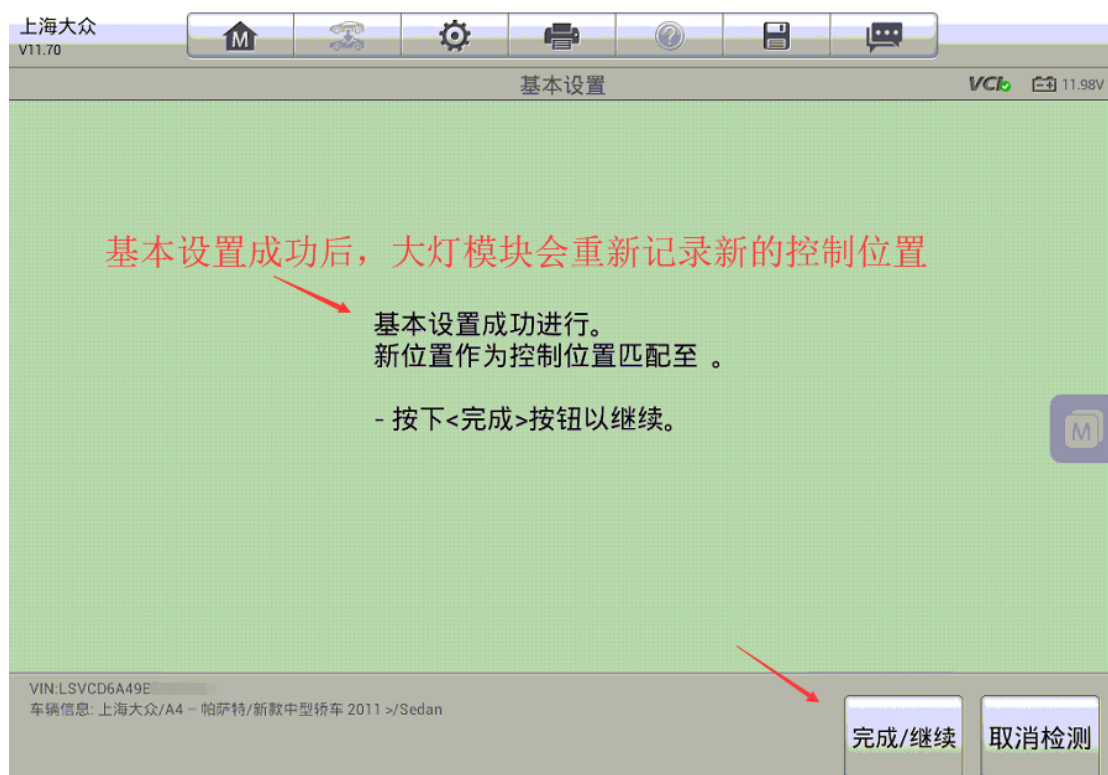 上海大众
V11.70
M
?
基本设置
VCI
11.98V
基本设置成功后，大灯模块会重新记录新的控制位置
基本设置成功进行。
新位置作为控制位置匹配至 。
- 按下<完成>按钮以继续。
M
VIN:LSVCD6A49E
车辆信息: 上海大众/A4 – 帕萨特/新款中型轿车 2011 >/Sedan
完成/继续
取消检测